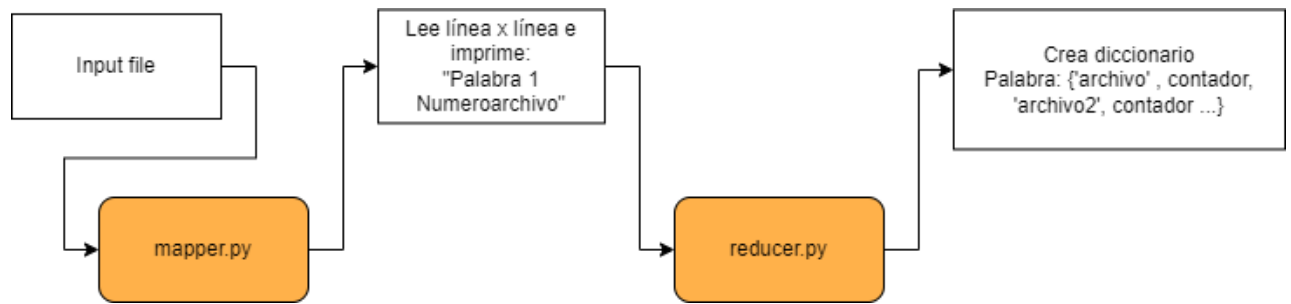 Input file
Lee línea x línea e
imprime:
"Palabra 1
Numeroarchivo"
Crea diccionario
Palabra: {'archivo' , contador,
'archivo2', contador ...}
mapper.py
reducer.py